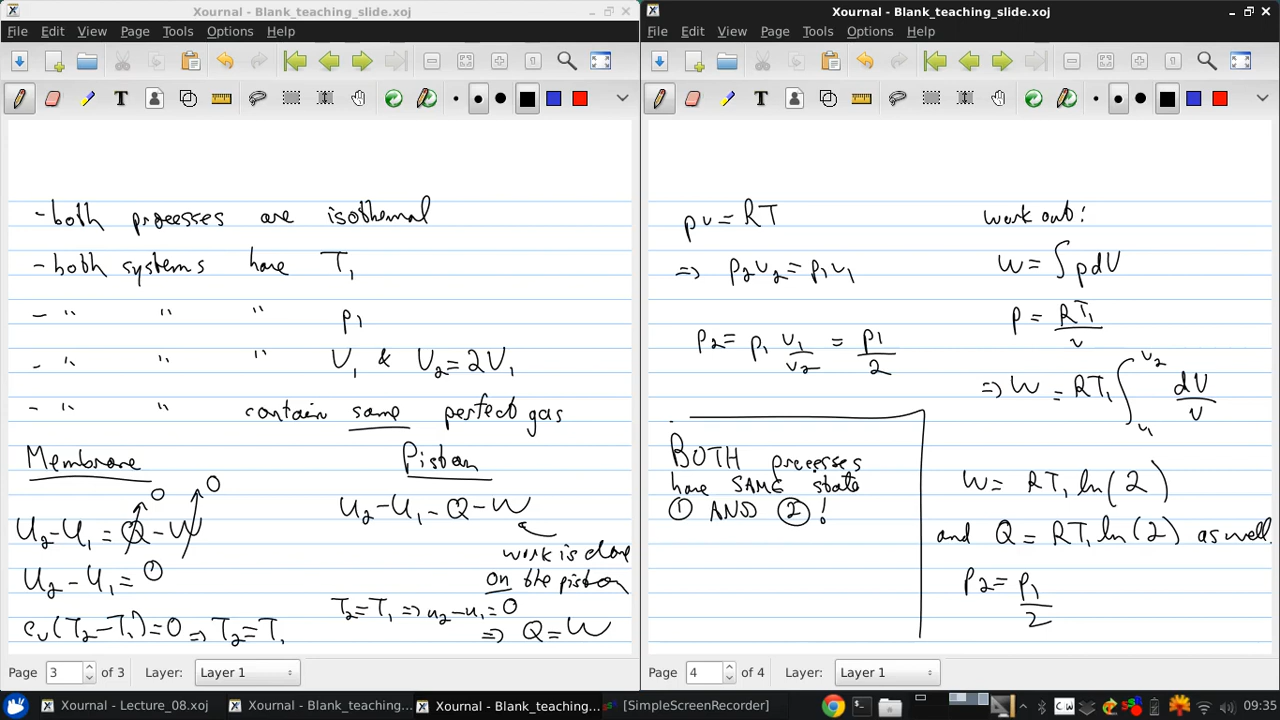 Xournal - Blank_teaching_slide.xoj
File Edit View Page Tools Options Help
- both processes are isothermal
- both systems have T₁
- " " " p₁
- " " " V₁ & V₂=2V₁
- " " contain same perfect gas
Membrane
U₂-U₁=Q-W
0 0
U₂-U₁=0
cᵥ(T₂-T₁)=0 => T₂=T₁
Piston
U₂-U₁=Q-W
work is done
on the piston
T₂=T₁ => u₂-u₁=0
=> Q=W
Page 3 of 3 Layer Layer 1
Xournal - Blank_teaching_slide.xoj
File Edit View Page Tools Options Help
pv=RT
=> p₂v₂=p₁v₁
p₂= p₁ v₁/v₂ = p₁/2
BOTH processes
have SAME state
① AND ②!
work out:
W= ∫pdV
p = RT₁/v
=> W = RT₁ ∫ᵥ₁ᵛ² dV/v
W= RT₁ ln(2)
and Q= RT₁ ln(2) as well.
p₂= p₁/2
Page 4 of 4 Layer Layer 1
Xournal - Lecture_08.xoj Xournal - Blank_teaching... Xournal - Blank_teaching... [SimpleScreenRecorder] 09:35